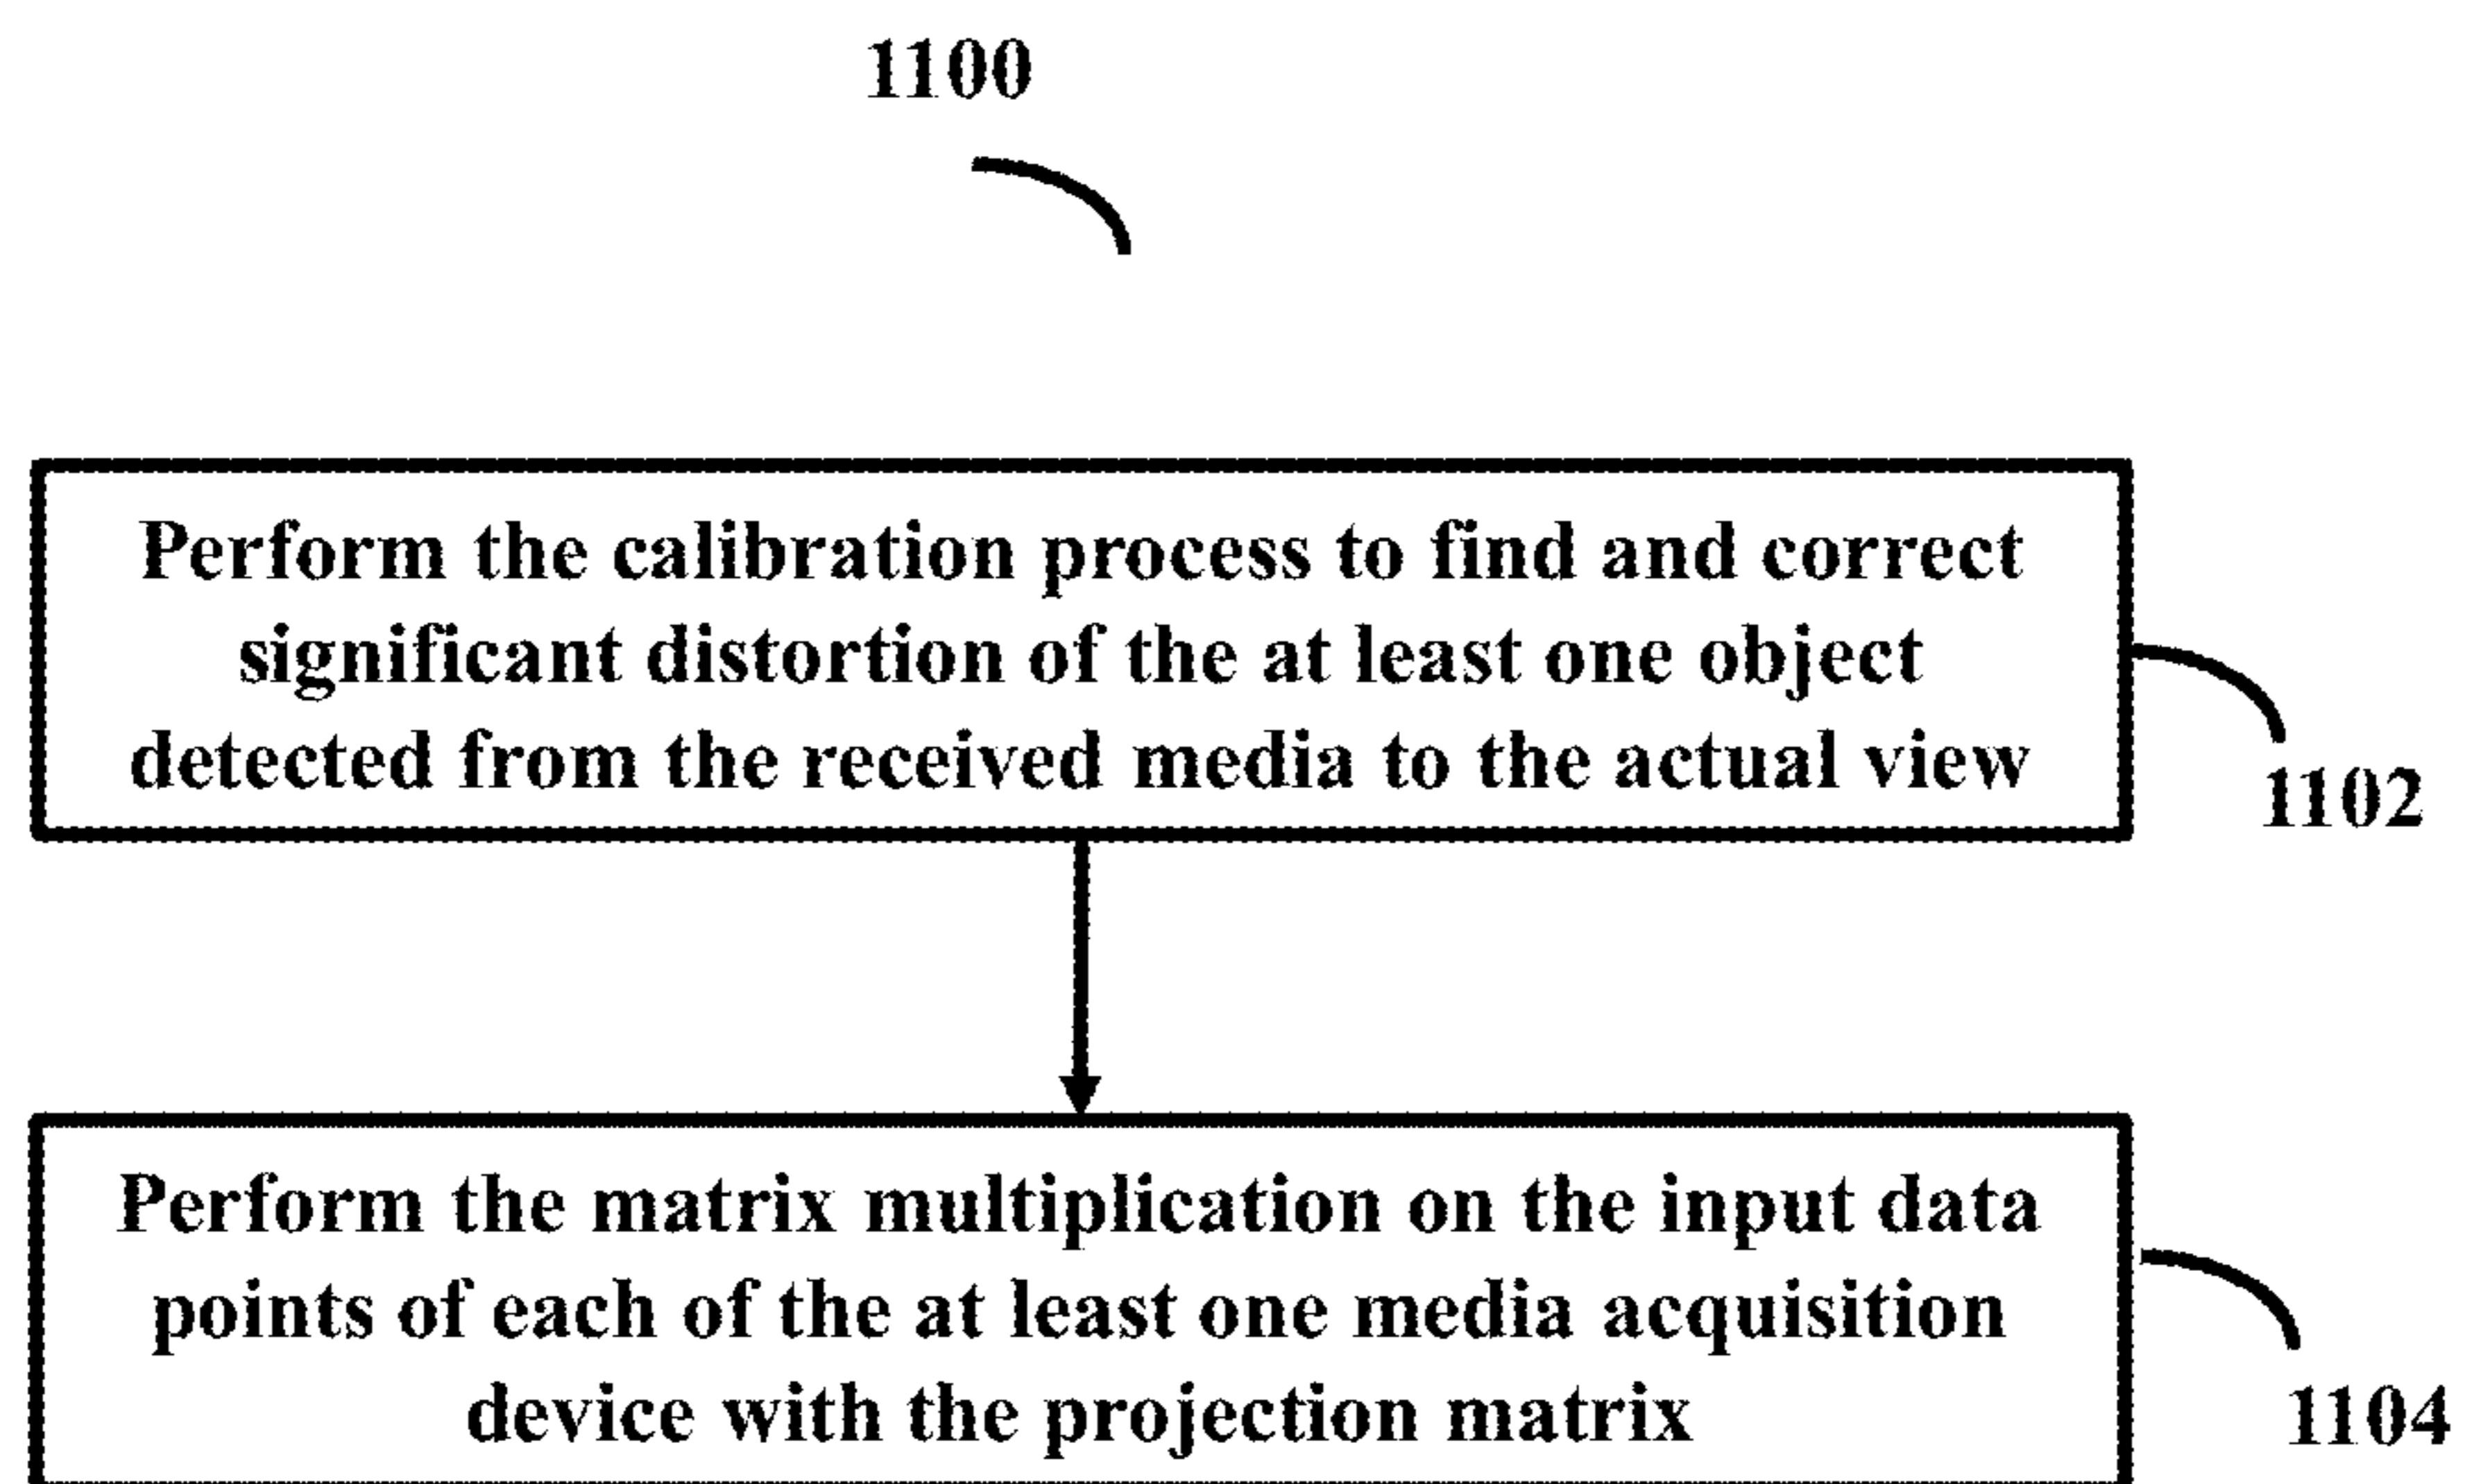 1100
Perform the calibration process to find and correct
significant distortion of the at least one object
detected from the received media to the actual view
1102
Perform the matrix multiplication on the input data
points of each of the at least one media acquisition
device with the projection matrix
1104